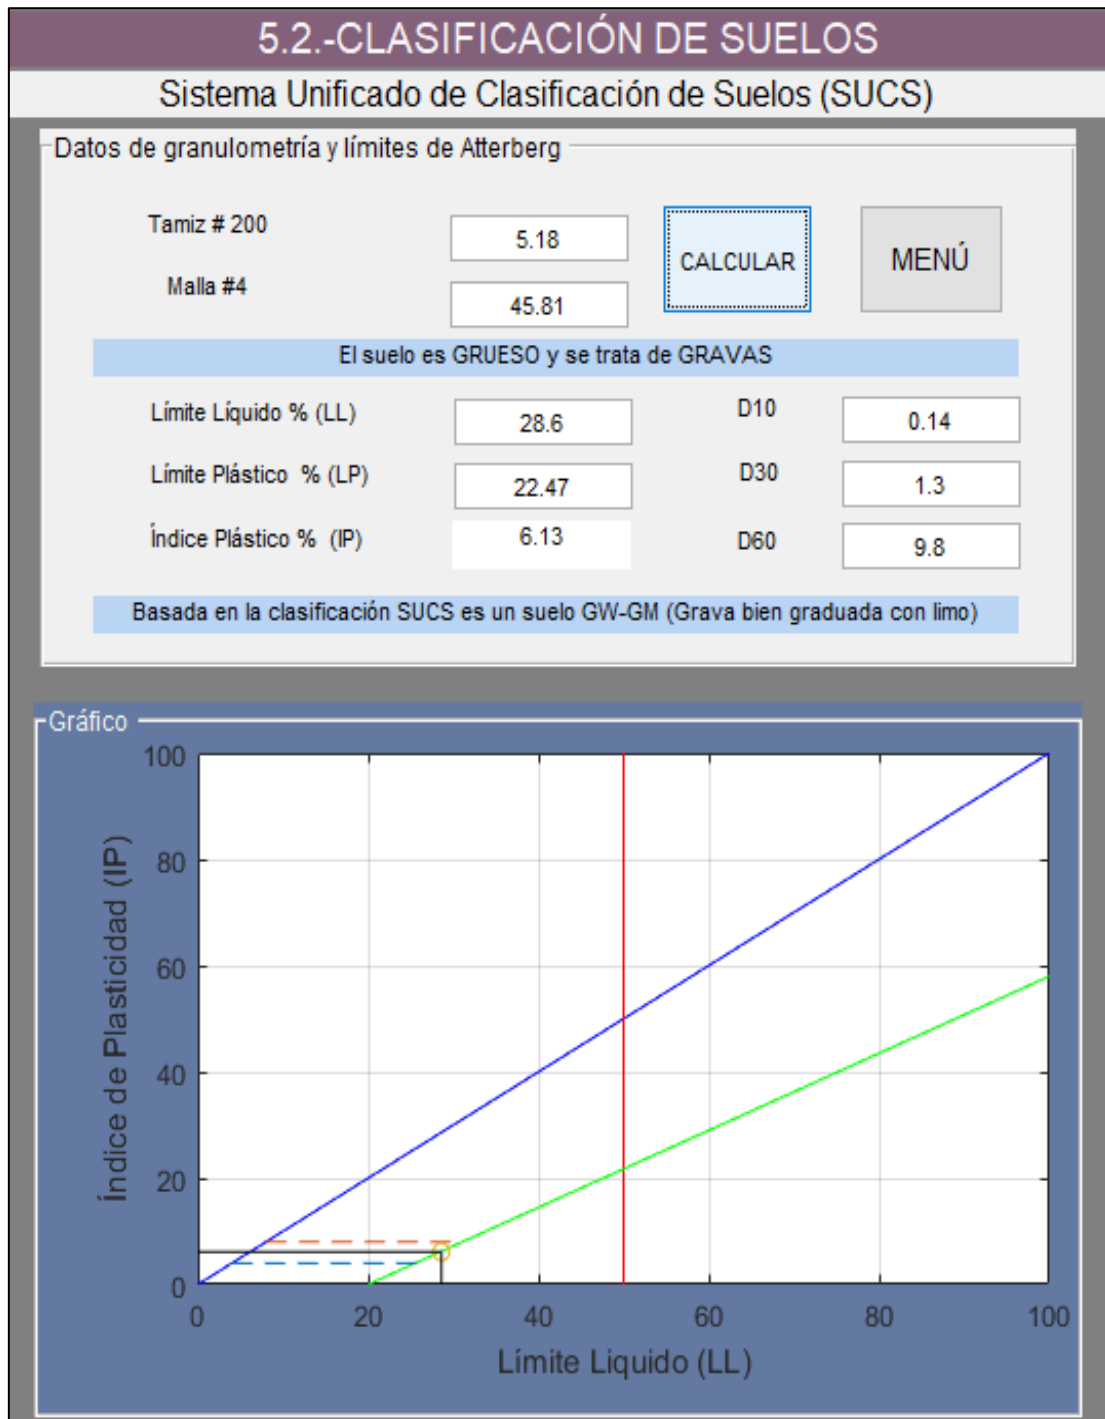 5.2.-CLASIFICACIÓN DE SUELOS
Sistema Unificado de Clasificación de Suelos (SUCS)
Datos de granulometría y límites de Atterberg
Tamiz # 200
5.18
CALCULAR
MENÚ
Malla #4
45.81
El suelo es GRUESO y se trata de GRAVAS
Límite Líquido % (LL)
28.6
D10
0.14
Límite Plástico % (LP)
22.47
D30
1.3
Índice Plástico % (IP)
6.13
D60
9.8
Basada en la clasificación SUCS es un suelo GW-GM (Grava bien graduada con limo)
Gráfico
Índice de Plasticidad (IP)
100
80
60
40
20
0
0 20 40 60 80 100
Límite Liquido (LL)